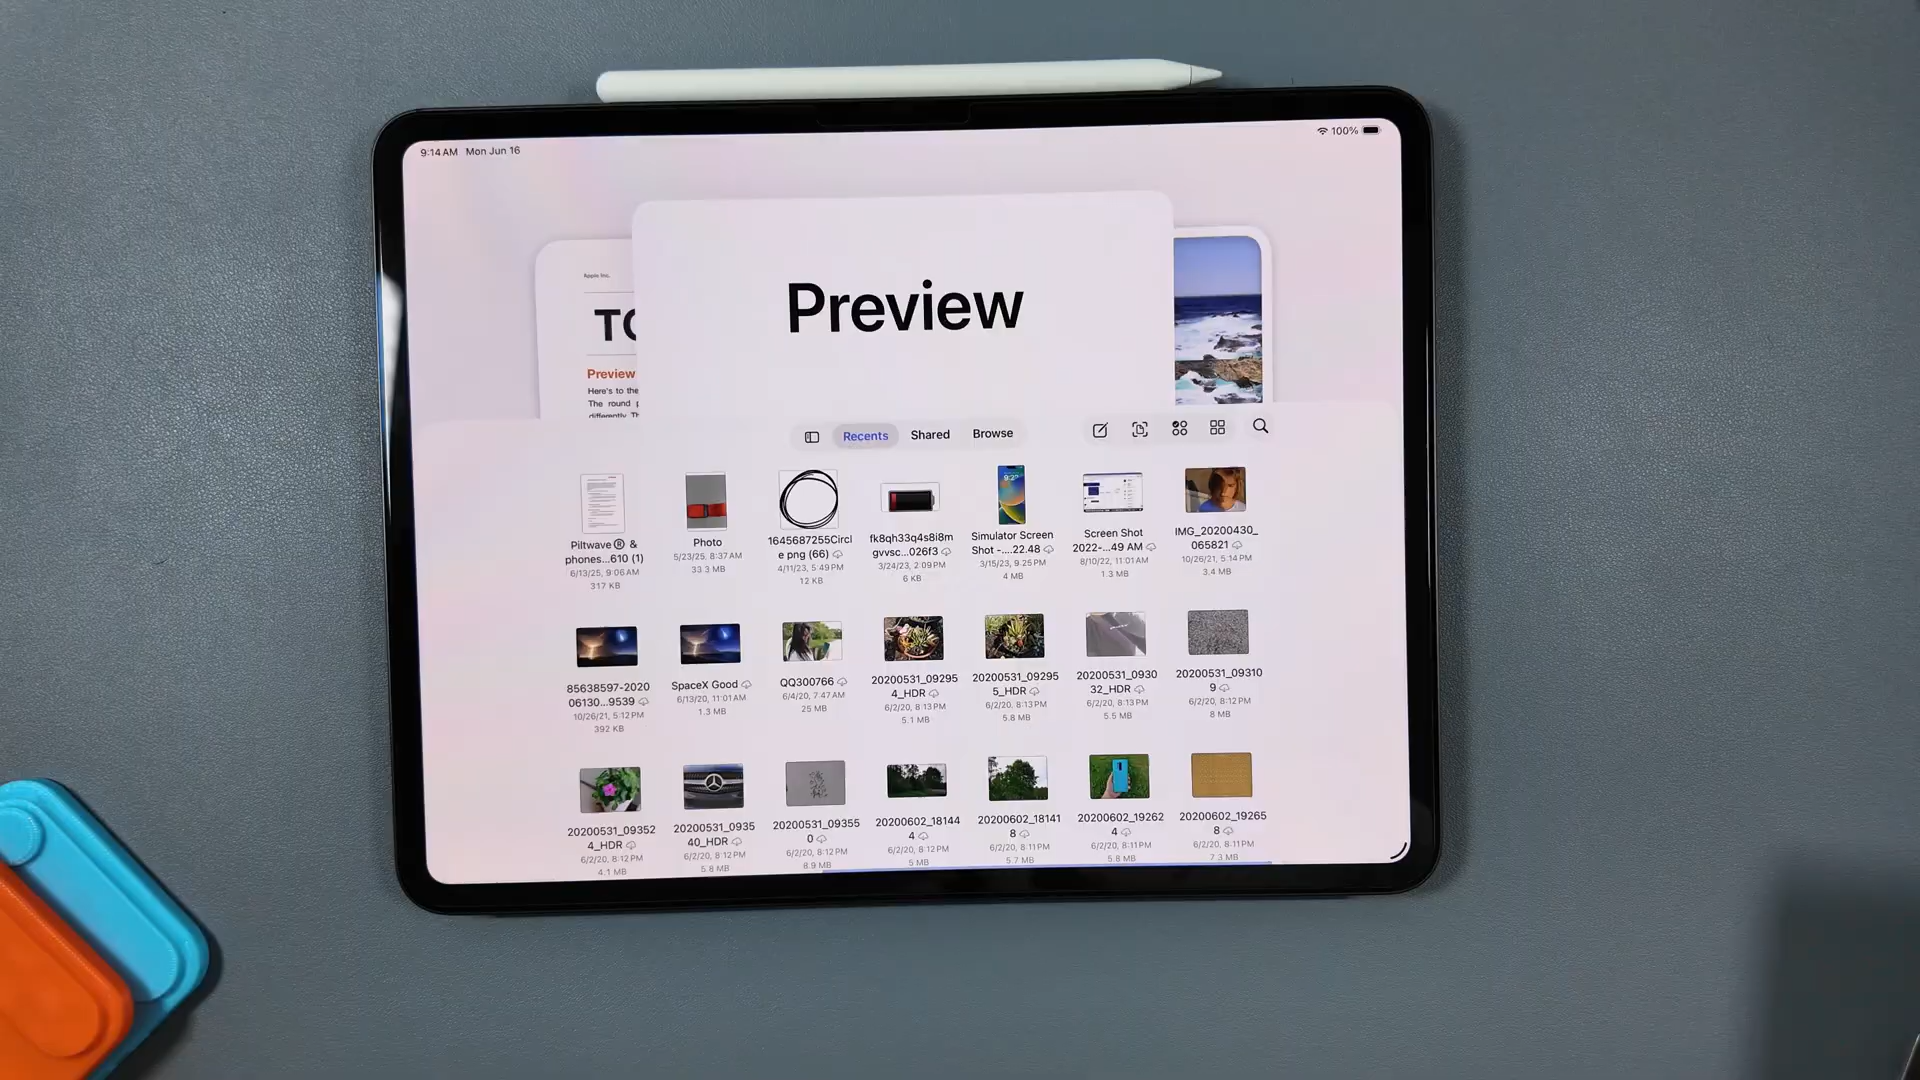 9:14 AM Mon Jun 16
100%
Apple Inc.
TO
Preview
Here's to the
The round p
differently. Th
Preview
Recents
Shared
Browse
Piltwave® &
phones...610 (1)
6/13/25, 9:06 AM
317 KB
Photo
5/23/25, 8:37 AM
33.3 MB
1645687255Circl
e png (66)
4/11/23, 5:49 PM
12 KB
fk8qh33q4s8i8m
gvvsc...026f3
3/24/23, 2:09 PM
6 KB
Simulator Screen
Shot -....22.48
3/15/23, 9:25 PM
4 MB
Screen Shot
2022-...49 AM
8/10/22, 11:01 AM
1.3 MB
IMG_20200430_
065821
10/26/21, 5:14 PM
3.4 MB
85638597-2020
06130...9539
10/26/21, 5:12 PM
392 KB
SpaceX Good
6/13/20, 11:01 AM
1.3 MB
QQ300766
6/4/20, 7:47 AM
25 MB
20200531_09295
4_HDR
6/2/20, 8:13 PM
5.1 MB
20200531_09295
5_HDR
6/2/20, 8:13 PM
5.8 MB
20200531_0930
32_HDR
6/2/20, 8:13 PM
5.5 MB
20200531_09310
9
6/2/20, 8:12 PM
8 MB
20200531_09352
4_HDR
6/2/20, 8:12 PM
4.1 MB
20200531_0935
40_HDR
6/2/20, 8:12 PM
5.8 MB
20200531_09355
0
6/2/20, 8:12 PM
8.9 MB
20200602_18144
4
6/2/20, 8:12 PM
5 MB
20200602_18141
8
6/2/20, 8:11 PM
5.7 MB
20200602_19262
4
6/2/20, 8:11 PM
5.8 MB
20200602_19265
8
6/2/20, 8:11 PM
7.3 MB